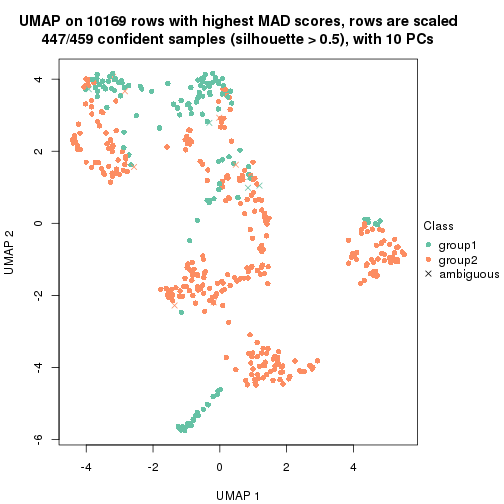 UMAP on 10169 rows with highest MAD scores, rows are scaled
447/459 confident samples (silhouette > 0.5), with 10 PCs
4
2
0
-2
-4
-6
UMAP 2
-4
-2
0
2
4
UMAP 1
Class
group1
group2
ambiguous